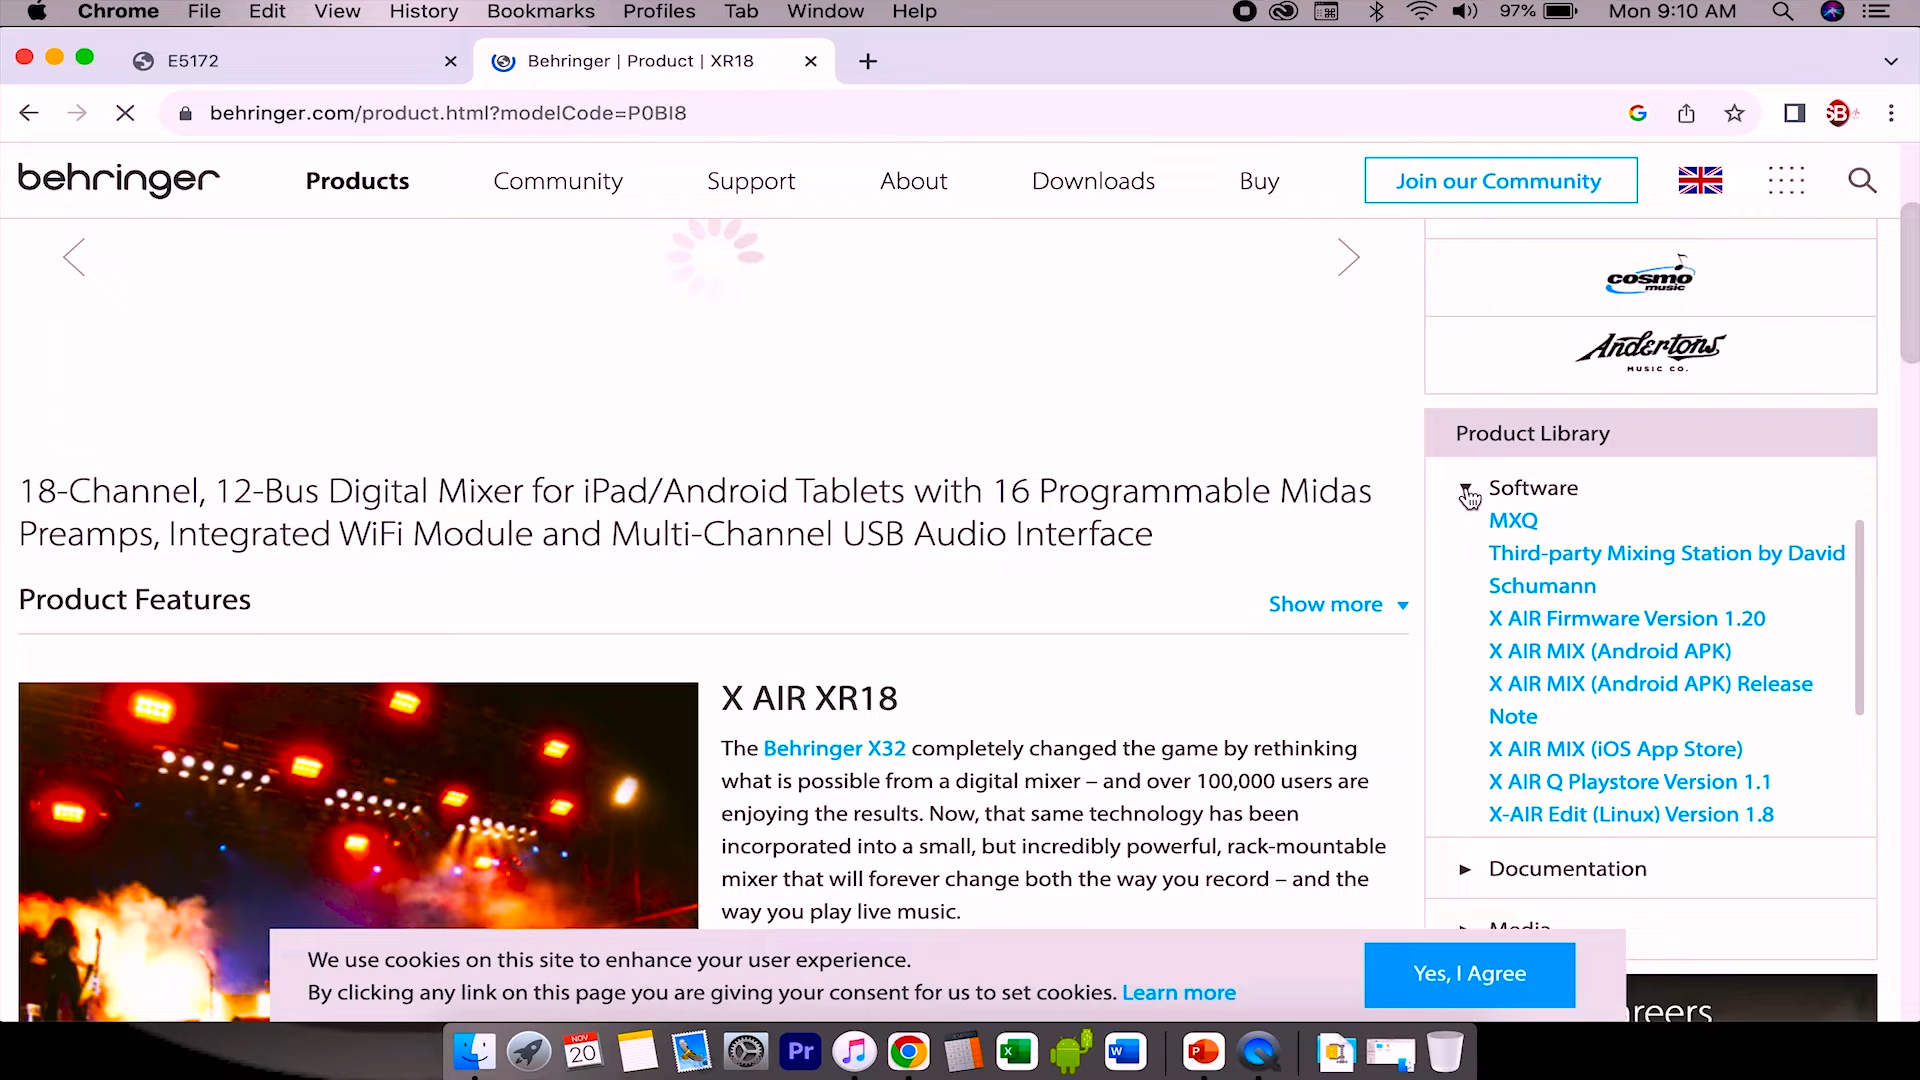 Chrome File Edit View History Bookmarks Profiles Tab Window Help 97% Mon 9:10 AM
E5172 Behringer | Product | XR18
behringer.com/product.html?modelCode=P0BI8
behringer Products Community Support About Downloads Buy Join our Community
cosmo
music
Andertons
MUSIC CO.
Product Library
Software
MXQ
Third-party Mixing Station by David
Schumann
X AIR Firmware Version 1.20
X AIR MIX (Android APK)
X AIR MIX (Android APK) Release
Note
X AIR MIX (iOS App Store)
X AIR Q Playstore Version 1.1
X-AIR Edit (Linux) Version 1.8
Documentation
Media
18-Channel, 12-Bus Digital Mixer for iPad/Android Tablets with 16 Programmable Midas
Preamps, Integrated WiFi Module and Multi-Channel USB Audio Interface
Product Features Show more
X AIR XR18
The Behringer X32 completely changed the game by rethinking
what is possible from a digital mixer – and over 100,000 users are
enjoying the results. Now, that same technology has been
incorporated into a small, but incredibly powerful, rack-mountable
mixer that will forever change both the way you record – and the
way you play live music.
We use cookies on this site to enhance your user experience.
By clicking any link on this page you are giving your consent for us to set cookies. Learn more
Yes, I Agree
NOV
20
Pr